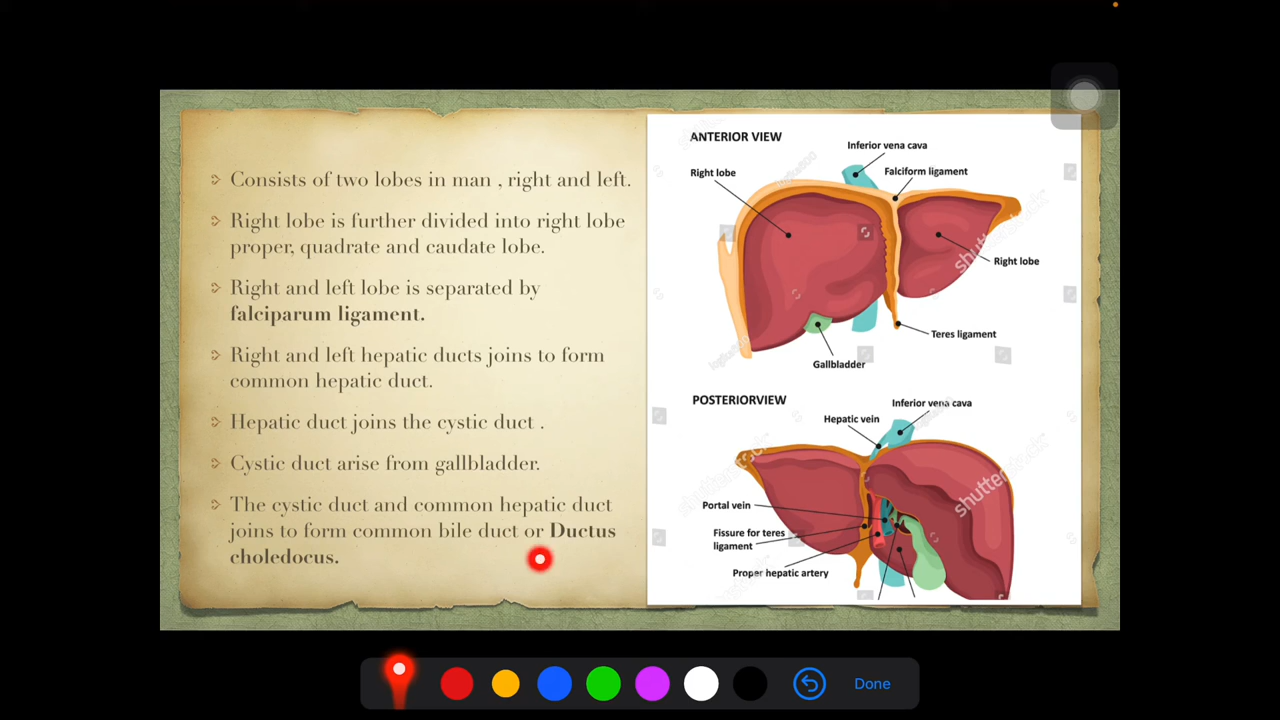 Consists of two lobes in man , right and left.
Right lobe is further divided into right lobe
proper, quadrate and caudate lobe.
Right and left lobe is separated by
falciparum ligament.
Right and left hepatic ducts joins to form
common hepatic duct.
Hepatic duct joins the cystic duct .
Cystic duct arise from gallbladder.
The cystic duct and common hepatic duct
joins to form common bile duct or Ductus
choledocus.
ANTERIOR VIEW
Inferior vena cava
Right lobe
Falciform ligament
Right lobe
Teres ligament
Gallbladder
POSTERIORVIEW
Inferior vena cava
Hepatic vein
Portal vein
Fissure for teres
ligament
Proper hepatic artery
shutterstock
shutterstock
Done